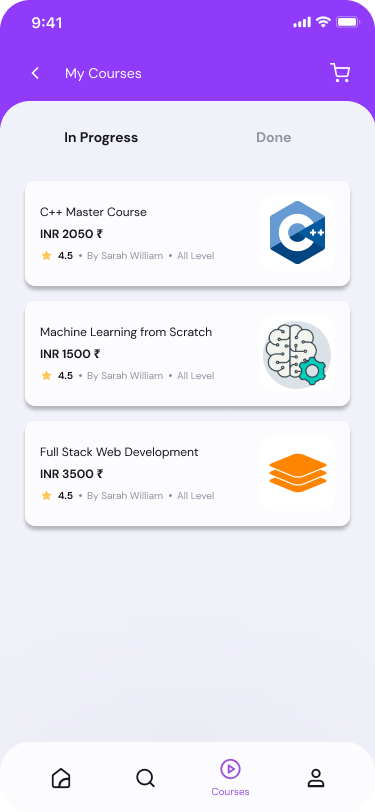 9:41
My Courses
In Progress Done
C++ Master Course
INR 2050 ₹
4.5 • By Sarah William • All Level
C++
Machine Learning from Scratch
INR 1500 ₹
4.5 • By Sarah William • All Level
Full Stack Web Development
INR 3500 ₹
4.5 • By Sarah William • All Level
Courses